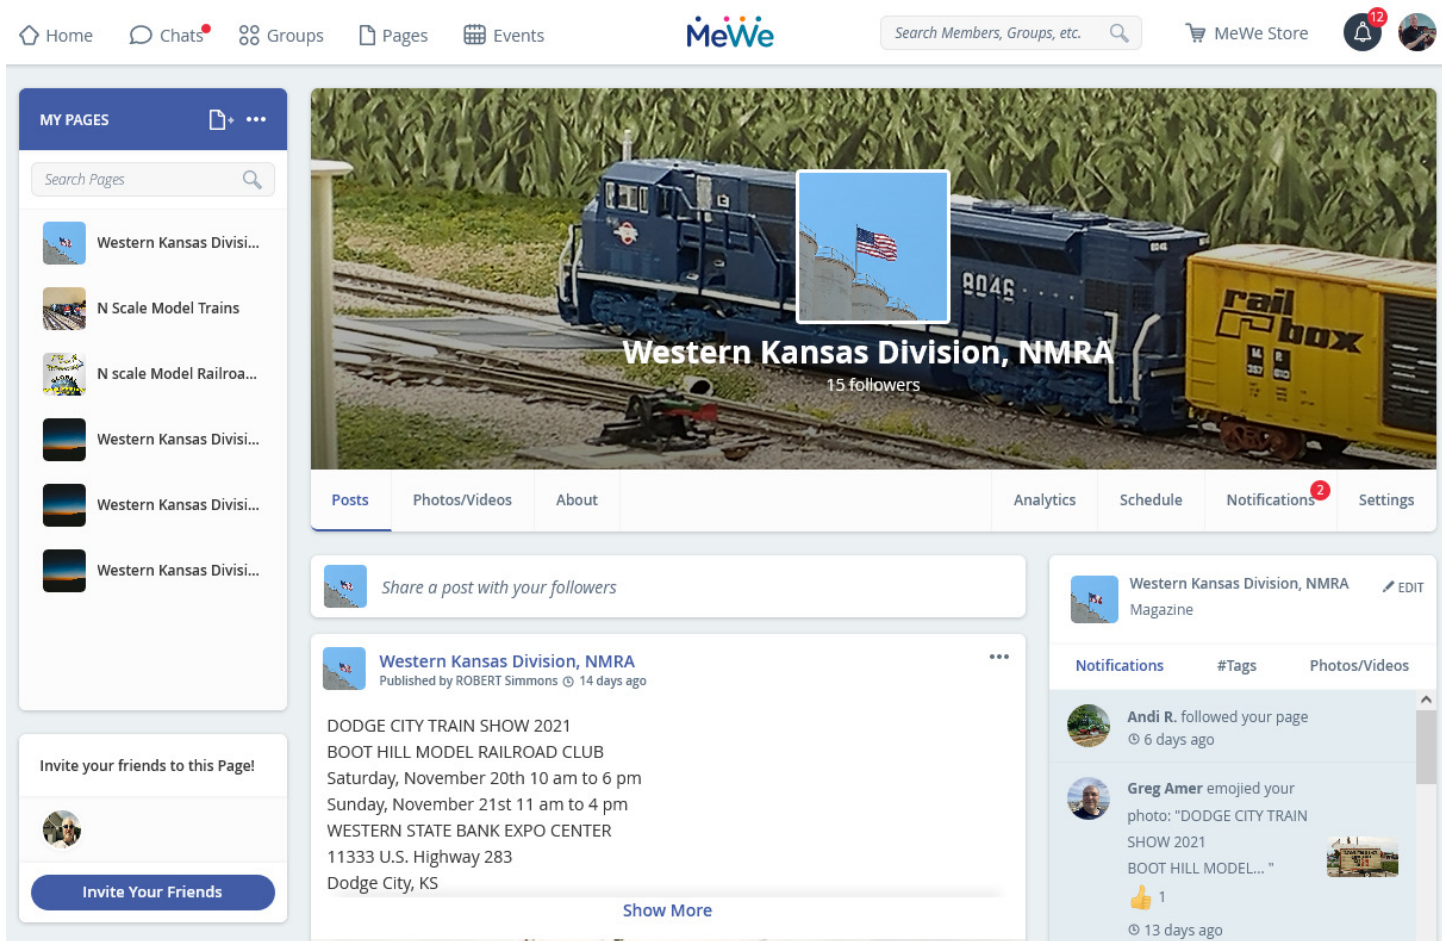 Home Chats Groups Pages Events MeWe Search Members, Groups, etc. MeWe Store 12
MY PAGES
Search Pages
Western Kansas Divisi...
N Scale Model Trains
N scale Model Railroa...
Western Kansas Divisi...
Western Kansas Divisi...
Western Kansas Divisi...
Invite your friends to this Page!
Invite Your Friends
8046
rail
box
Western Kansas Division, NMRA
15 followers
Posts Photos/Videos About Analytics Schedule Notifications 2 Settings
Share a post with your followers
Western Kansas Division, NMRA
Published by ROBERT Simmons 14 days ago
DODGE CITY TRAIN SHOW 2021
BOOT HILL MODEL RAILROAD CLUB
Saturday, November 20th 10 am to 6 pm
Sunday, November 21st 11 am to 4 pm
WESTERN STATE BANK EXPO CENTER
11333 U.S. Highway 283
Dodge City, KS
Show More
Western Kansas Division, NMRA
EDIT
Magazine
Notifications #Tags Photos/Videos
Andi R. followed your page
6 days ago
Greg Amer emojied your
photo: "DODGE CITY TRAIN
SHOW 2021
BOOT HILL MODEL... "
1
13 days ago